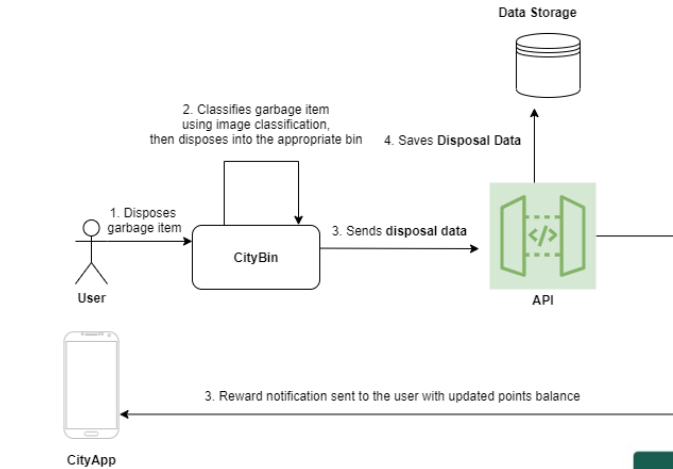 Data Storage
2. Classifies garbage item
using image classification,
then disposes into the appropriate bin
4. Saves Disposal Data
1. Disposes
garbage item
3. Sends disposal data
</>
CityBin
User
API
3. Reward notification sent to the user with updated points balance
CityApp